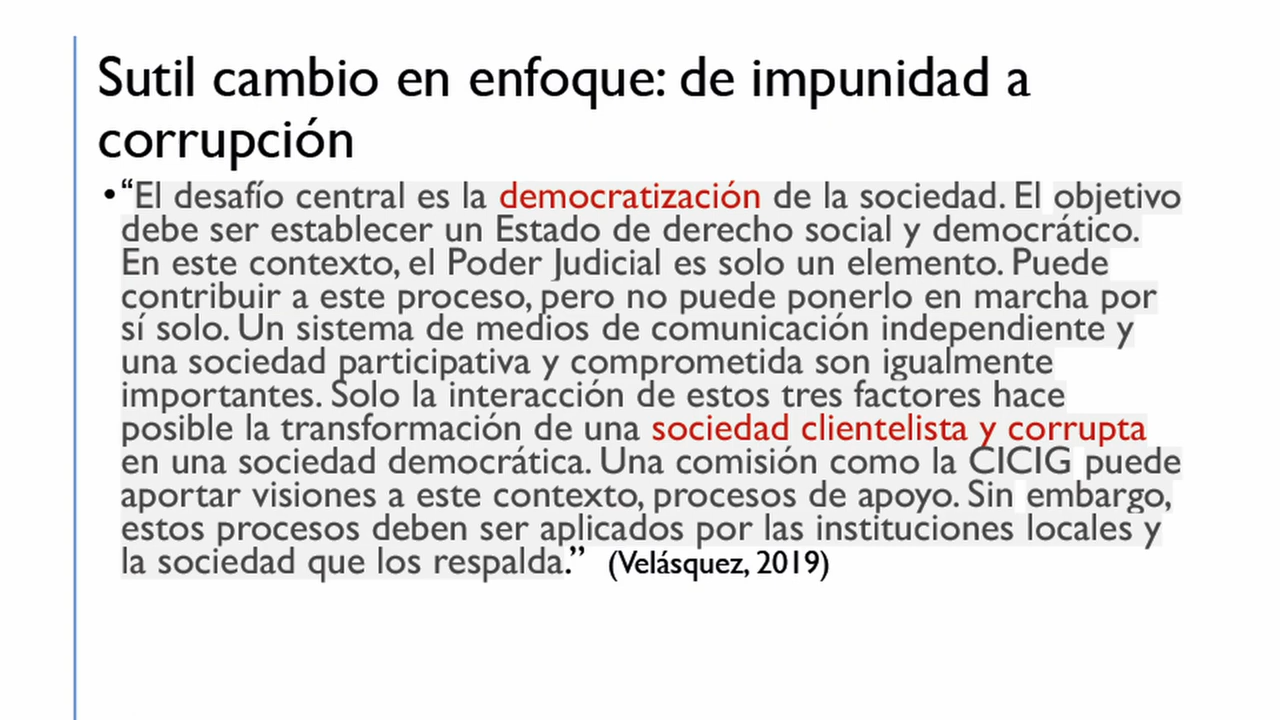 Sutil cambio en enfoque: de impunidad a
corrupción
•“El desafío central es la democratización de la sociedad. El objetivo
debe ser establecer un Estado de derecho social y democrático.
En este contexto, el Poder Judicial es solo un elemento. Puede
contribuir a este proceso, pero no puede ponerlo en marcha por
sí solo. Un sistema de medios de comunicación independiente y
una sociedad participativa y comprometida son igualmente
importantes. Solo la interacción de estos tres factores hace
posible la transformación de una sociedad clientelista y corrupta
en una sociedad democrática. Una comisión como la CICIG puede
aportar visiones a este contexto, procesos de apoyo. Sin embargo,
estos procesos deben ser aplicados por las instituciones locales y
la sociedad que los respalda.” (Velásquez, 2019)